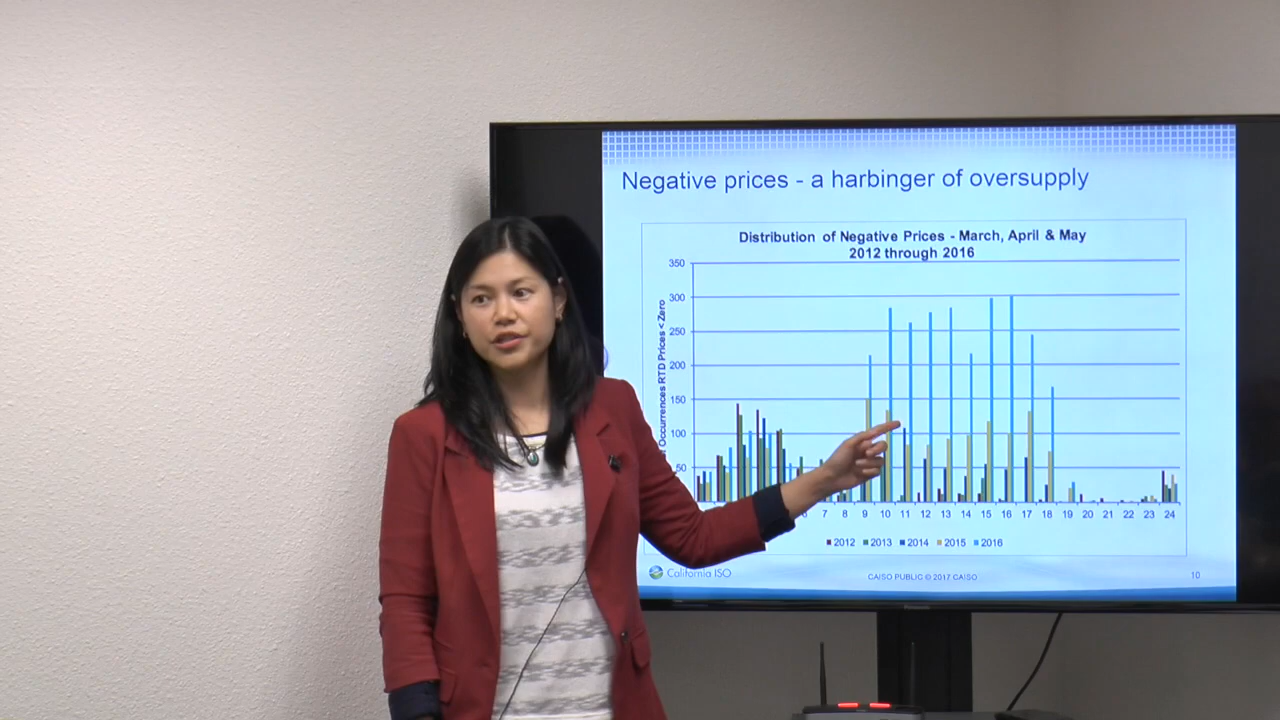 Negative prices - a harbinger of oversupply
Distribution of Negative Prices - March, April & May
2012 through 2016
350
300
250
200
150
100
50
Occurrences RTD Prices < Zero
7 8 9 10 11 12 13 14 15 16 17 18 19 20 21 22 23 24
2012 2013 2014 2015 2016
California ISO
CAISO PUBLIC © 2017 CAISO
10
Panasonic